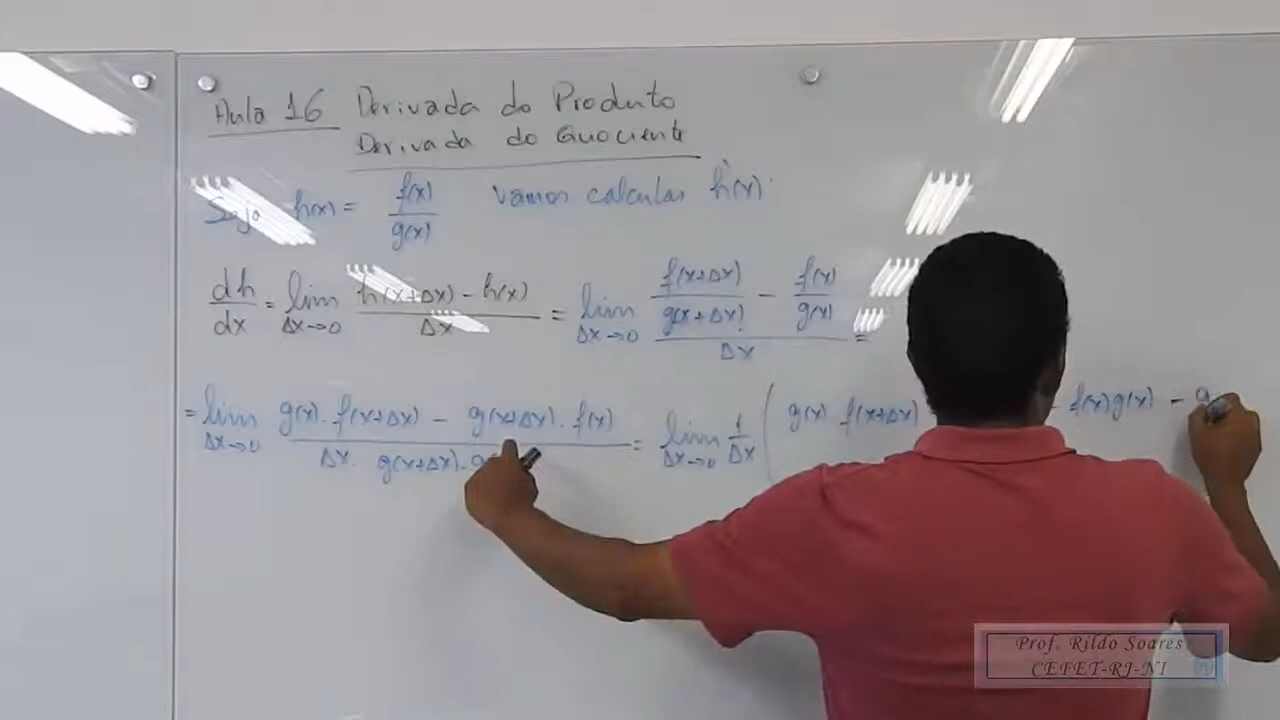 Aula 16 Derivada do Produto
Derivada do Quociente
Seja h(x) = f(x)/g(x) vamos calcular h'(x).
dh/dx = lim Δx→0 h(x+Δx) - h(x) / Δx = lim Δx→0 f(x+Δx)/g(x+Δx) - f(x)/g(x) / Δx =
= lim Δx→0 g(x). f(x+Δx) - g(x+Δx). f(x) / Δx. g(x+Δx). g = lim Δx→0 1/Δx ( g(x) f(x+Δx) - f(x)g(x) - g
Prof. Rildo Soares
CEFET-RJ-NI